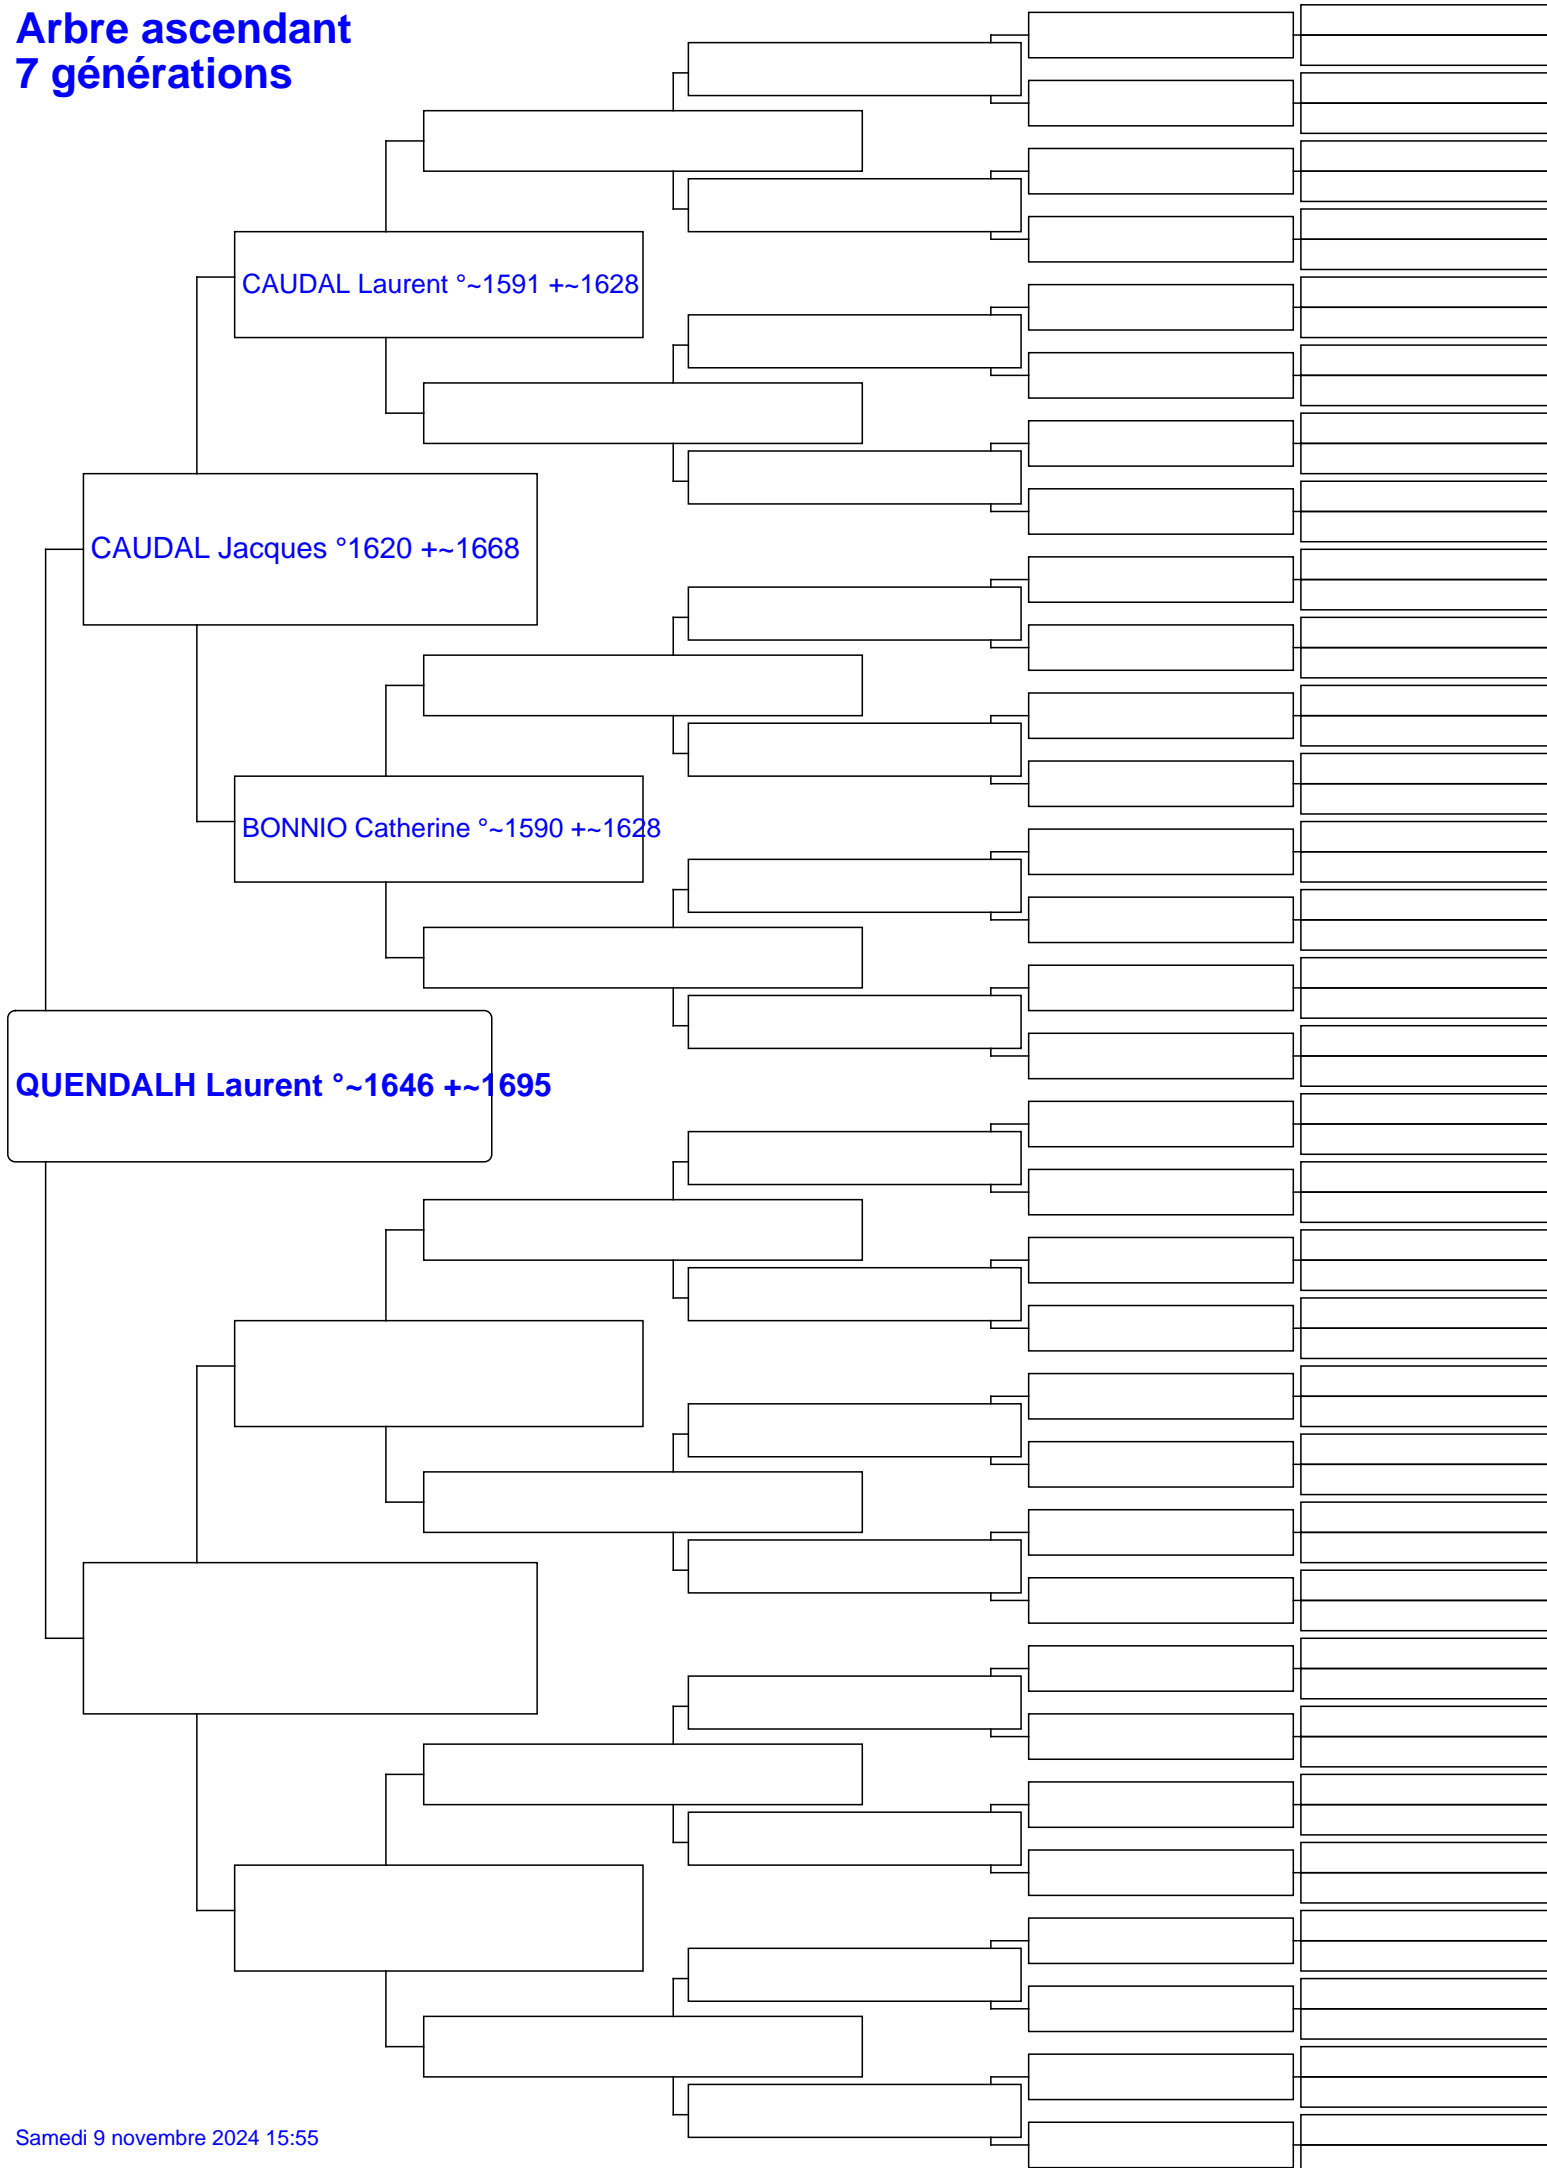 Arbre ascendant
7 générations
CAUDAL Laurent °~1591 +~1628
CAUDAL Jacques °1620 +~1668
BONNIO Catherine °~1590 +~1628
QUENDALH Laurent °~1646 +~1695
Samedi 9 novembre 2024 15:55